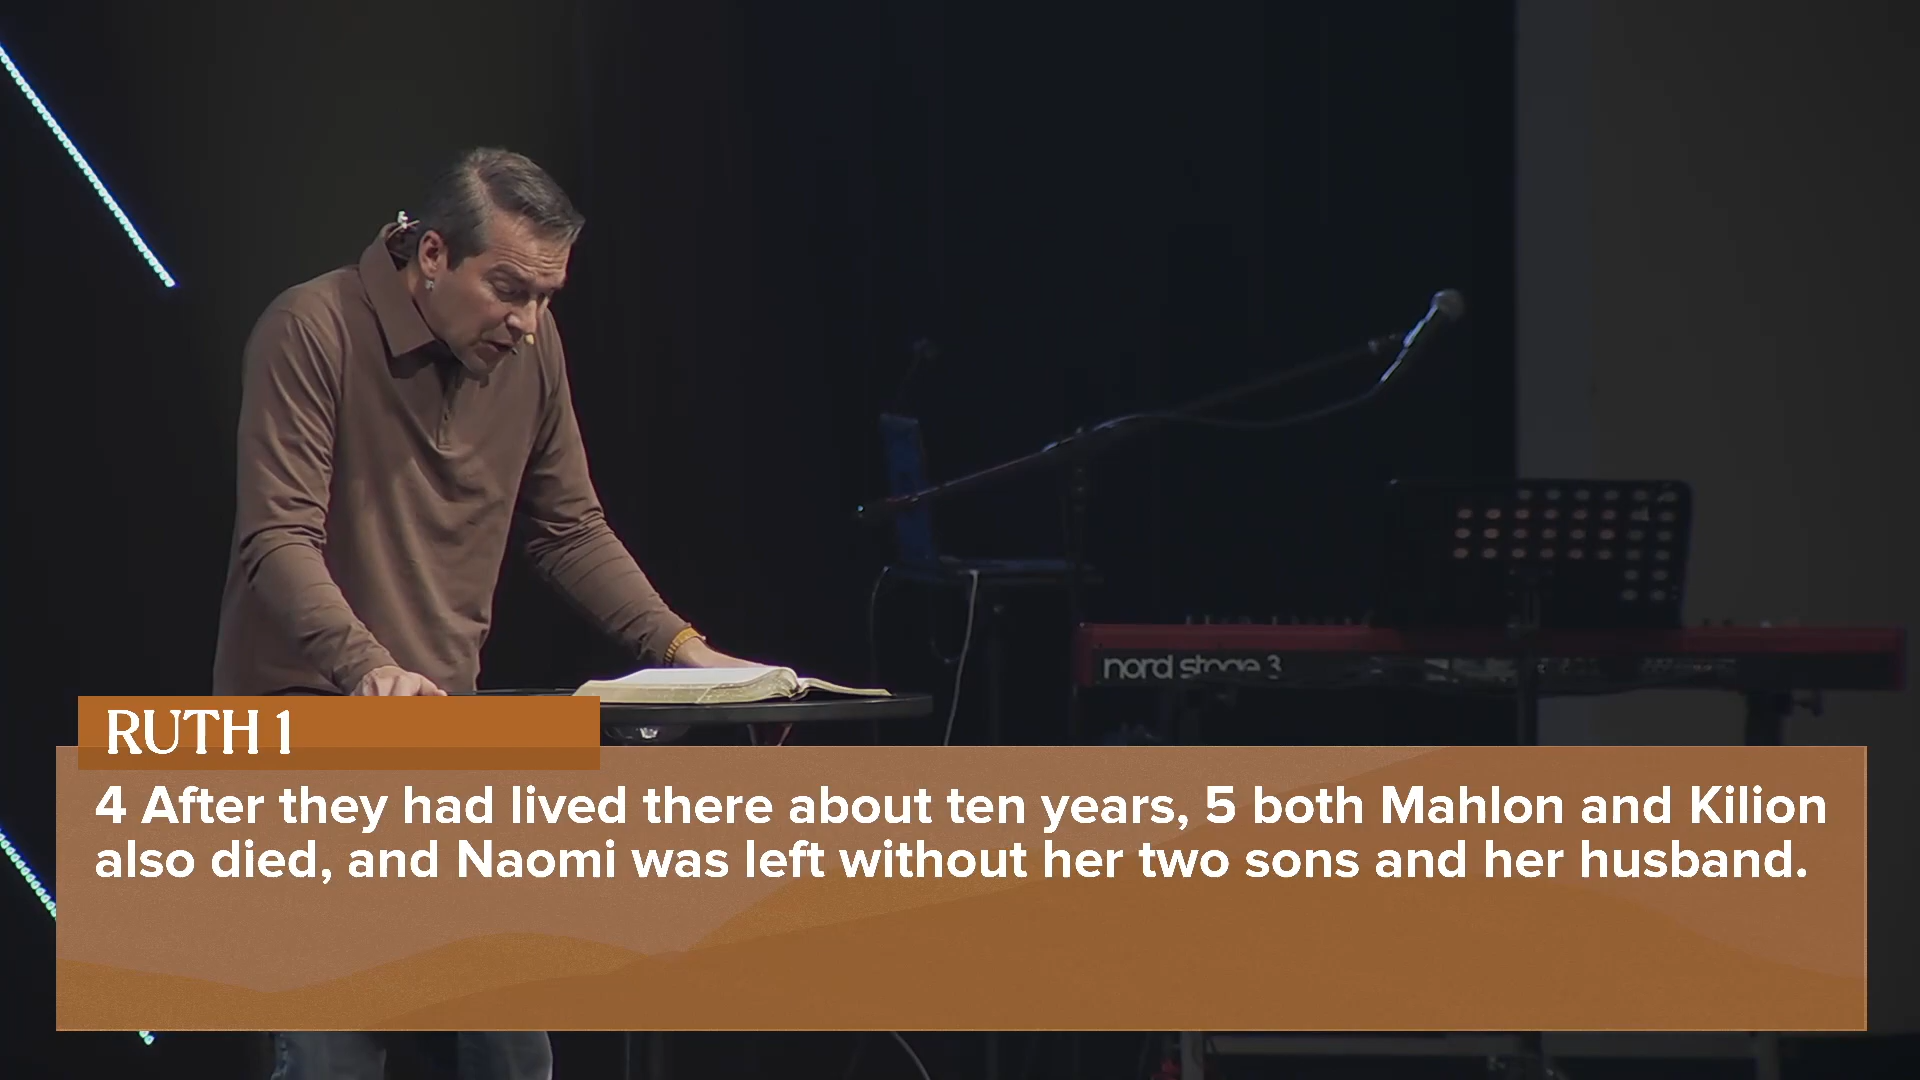 nord stage 3
RUTH 1
4 After they had lived there about ten years, 5 both Mahlon and Kilion
also died, and Naomi was left without her two sons and her husband.